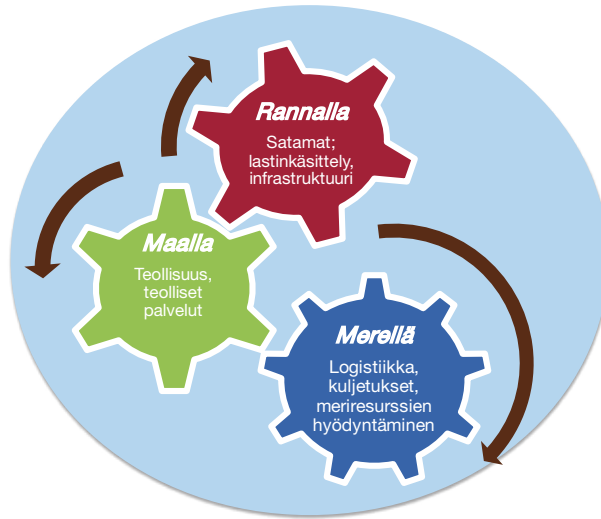 Rannalla
Satamat;
lastinkäsittely,
infrastruktuuri
Maalla
Teollisuus,
teolliset
palvelut
Merellä
Logistiikka,
kuljetukset,
meriresurssien
hyödyntäminen